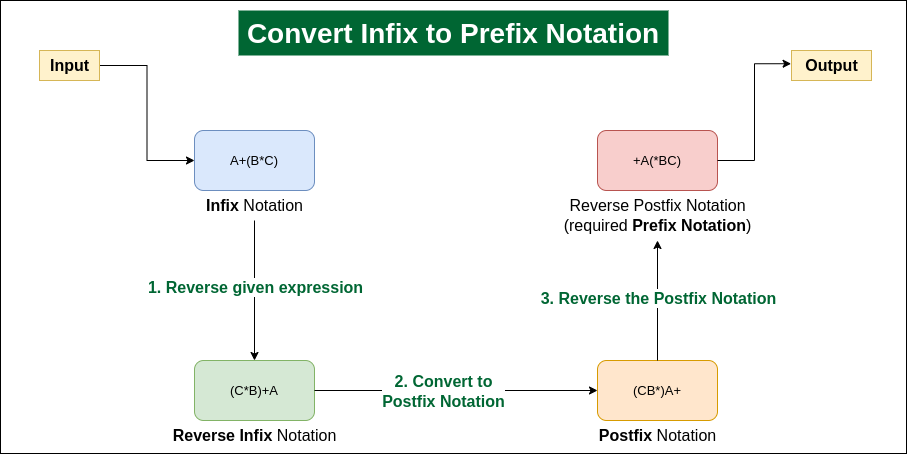 Convert Infix to Prefix Notation
Input
Output
A+(B*C)
Infix Notation
+A(*BC)
Reverse Postfix Notation
(required Prefix Notation)
1. Reverse given expression
3. Reverse the Postfix Notation
(C*B)+A
Reverse Infix Notation
2. Convert to
Postfix Notation
(CB*)A+
Postfix Notation